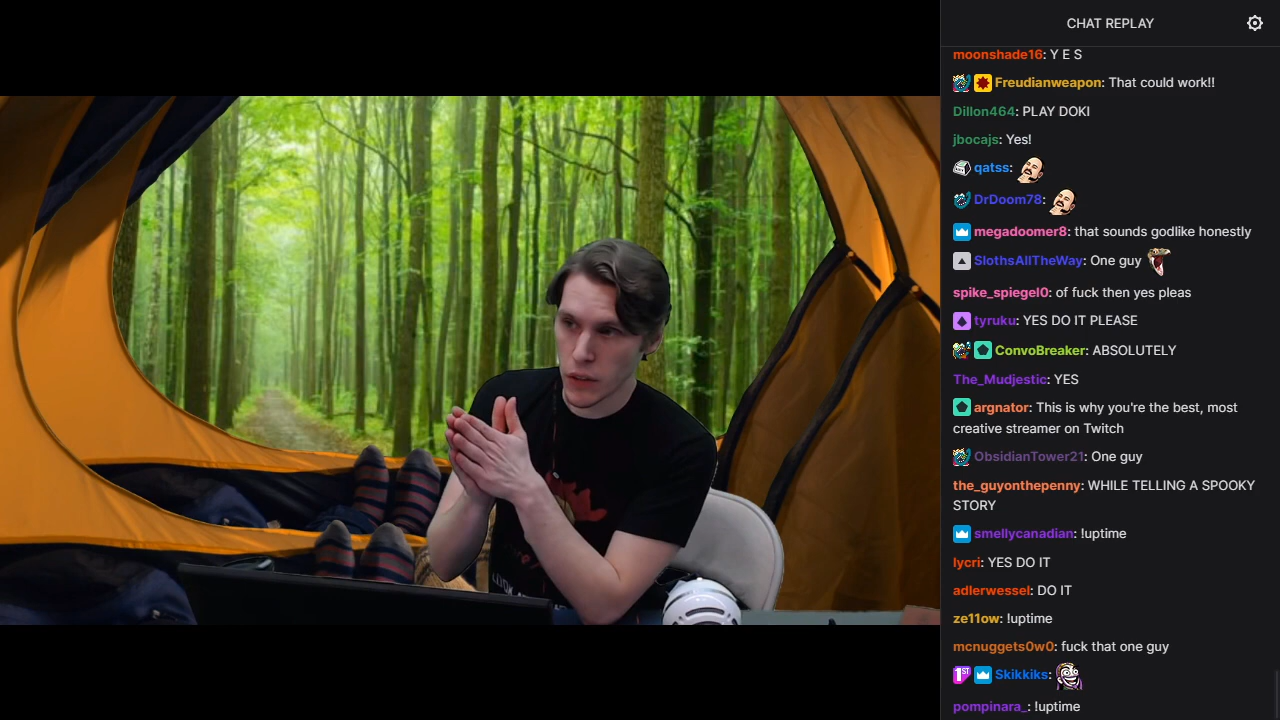 CHAT REPLAY
moonshade16: Y E S
Freudianweapon: That could work!!
Dillon464: PLAY DOKI
jbocajs: Yes!
qatss:
DrDoom78:
megadoomer8: that sounds godlike honestly
SlothsAllTheWay: One guy
spike_spiegel0: of fuck then yes pleas
tyruku: YES DO IT PLEASE
ConvoBreaker: ABSOLUTELY
The_Mudjestic: YES
argnator: This is why you're the best, most
creative streamer on Twitch
ObsidianTower21: One guy
the_guyonthepenny: WHILE TELLING A SPOOKY
STORY
smellycanadian: !uptime
lycri: YES DO IT
adlerwessel: DO IT
ze11ow: !uptime
mcnuggets0w0: fuck that one guy
1ST Skikkiks:
pompinara_: !uptime